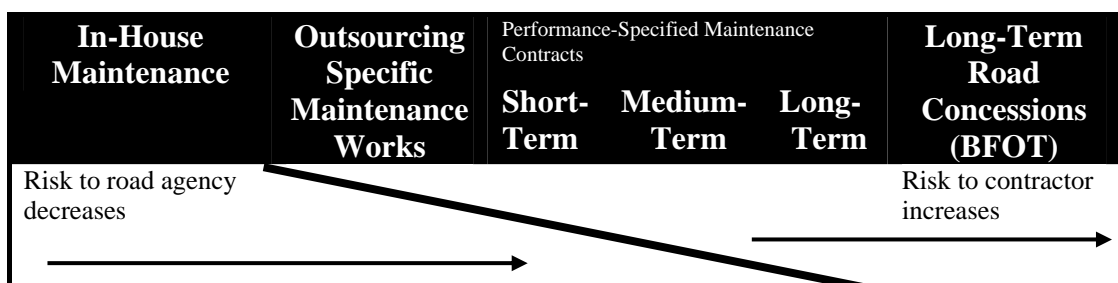 In-House
Maintenance
Outsourcing
Specific
Maintenance
Works
Performance-Specified Maintenance
Contracts
Short-
Term
Medium-
Term
Long-
Term
Long-Term
Road
Concessions
(BFOT)
Risk to road agency
decreases
Risk to contractor
increases